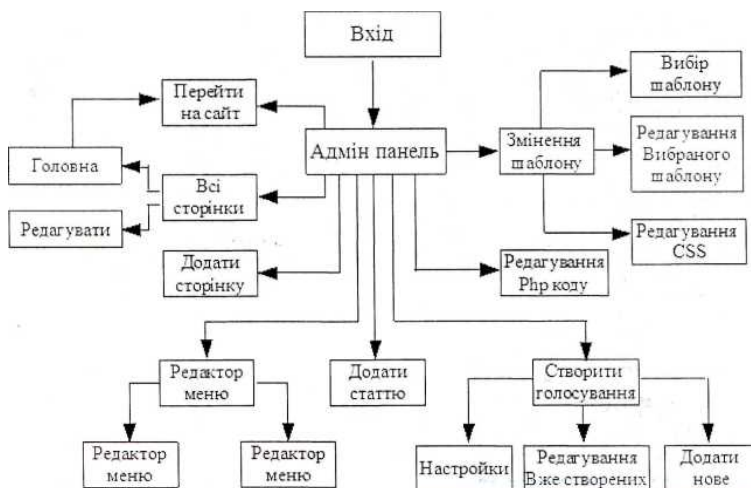 Вхід
Вибір
шаблону
Перейти
на сайт
Адмін панель
Змінення
шаблону
Редагування
Вибраного
шаблону
Головна
Всі
сторінки
Редагувати
Редагування
CSS
Додати
сторінку
Редагування
Php коду
Редактор
меню
Додати
статтю
Створити
голосування
Редактор
меню
Редактор
меню
Настройки
Редагування
Вже створених
Додати
нове